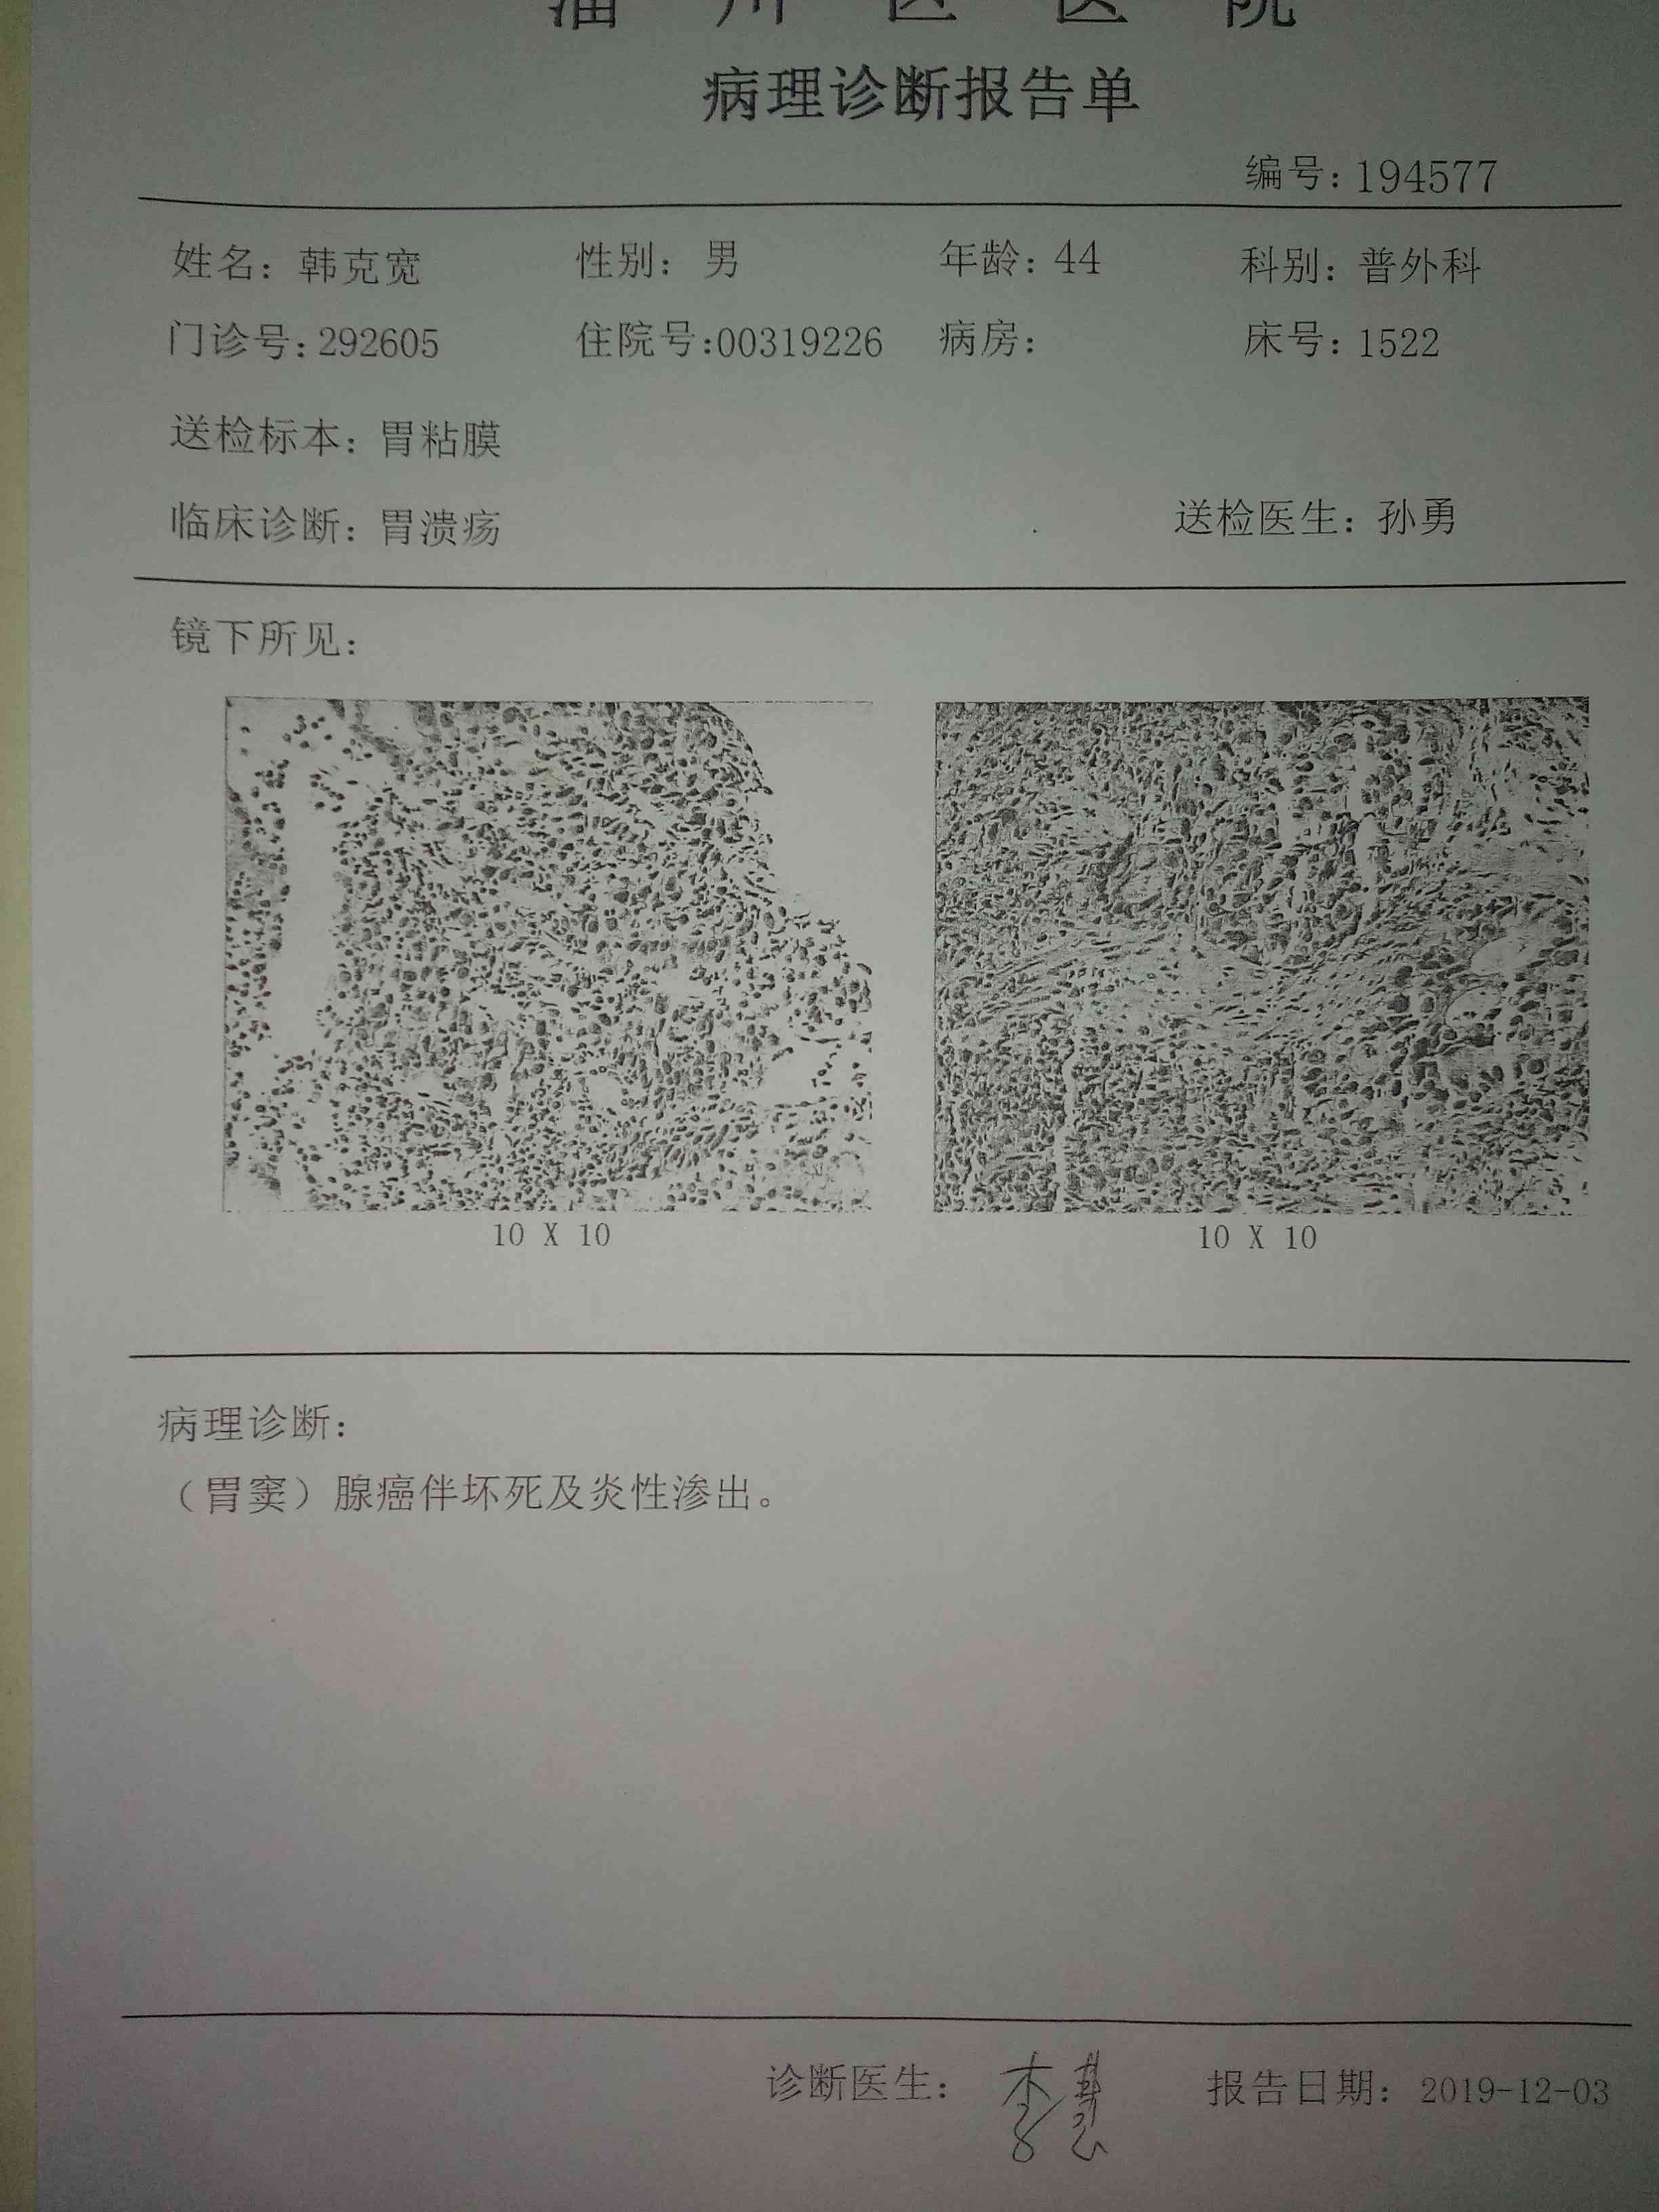 淄川区医院
病理诊断报告单
编号：194577
姓名：韩克宽 性别：男 年龄：44 科别：普外科
门诊号：292605 住院号：00319226 病房： 床号：1522
送检标本：胃粘膜
临床诊断：胃溃疡 送检医生：孙勇
镜下所见：
10 X 10 10 X 10
病理诊断：
（胃窦）腺癌伴坏死及炎性渗出。
诊断医生： 报告日期：2019-12-03